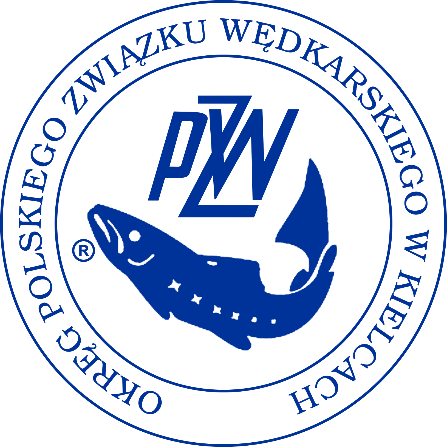 OKRĘG POLSKIEGO ZWIĄZKU WĘDKARSKIEGO W KIELCACH
PZW
®